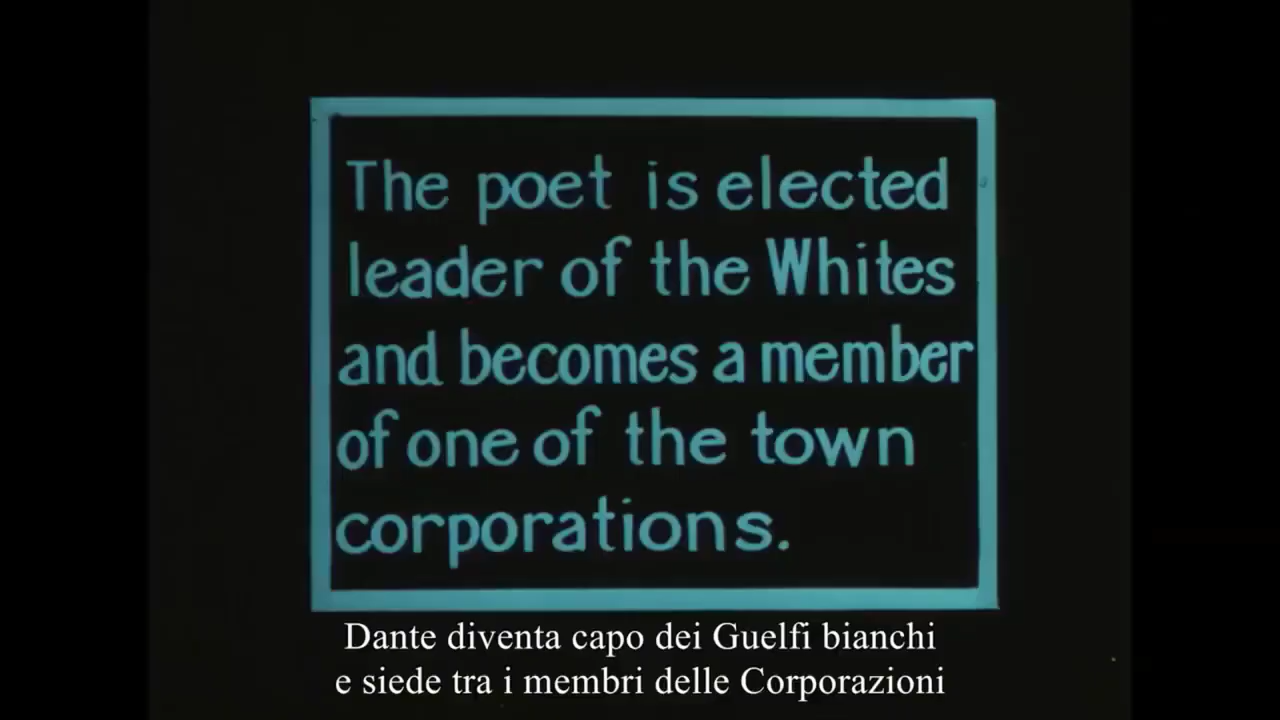 The poet is elected
leader of the Whites
and becomes a member
of one of the town
corporations.
Dante diventa capo dei Guelfi bianchi
e siede tra i membri delle Corporazioni